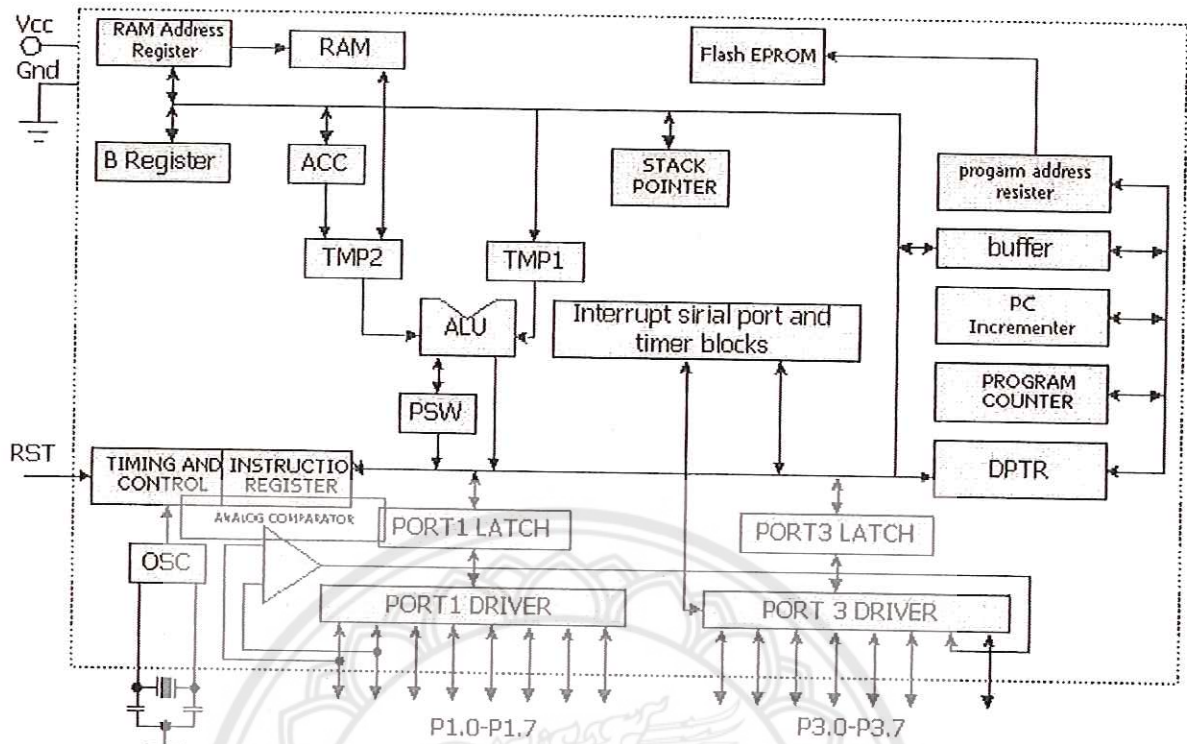 Vcc
Gnd
RAM Address
Register
RAM
Flash EPROM
B Register
ACC
STACK
POINTER
progarm address
resister
TMP2
TMP1
buffer
ALU
Interrupt sirial port and
timer blocks
PC
Incrementer
PSW
PROGRAM
COUNTER
RST
TIMING AND
CONTROL
INSTRUCTIO
REGISTER
DPTR
ANALOG COMPARATOR
PORT1 LATCH
PORT3 LATCH
OSC
PORT1 DRIVER
PORT 3 DRIVER
P1.0-P1.7
P3.0-P3.7